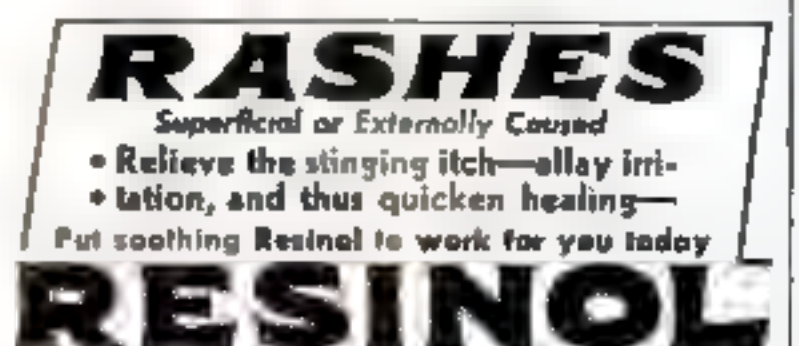 RASHES
Superficial or Externally Caused
• Relieve the stinging itch—allay irri-
• tation, and thus quicken healing—
Put soothing Resinol to work for you today
RESINOL